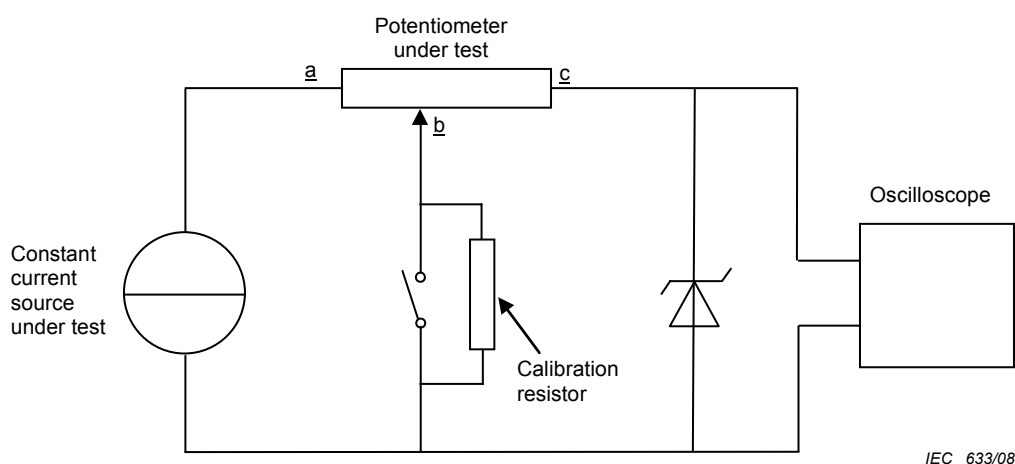 Potentiometer
under test
a
c
b
Oscilloscope
Constant
current
source
under test
Calibration
resistor
IEC 633/08